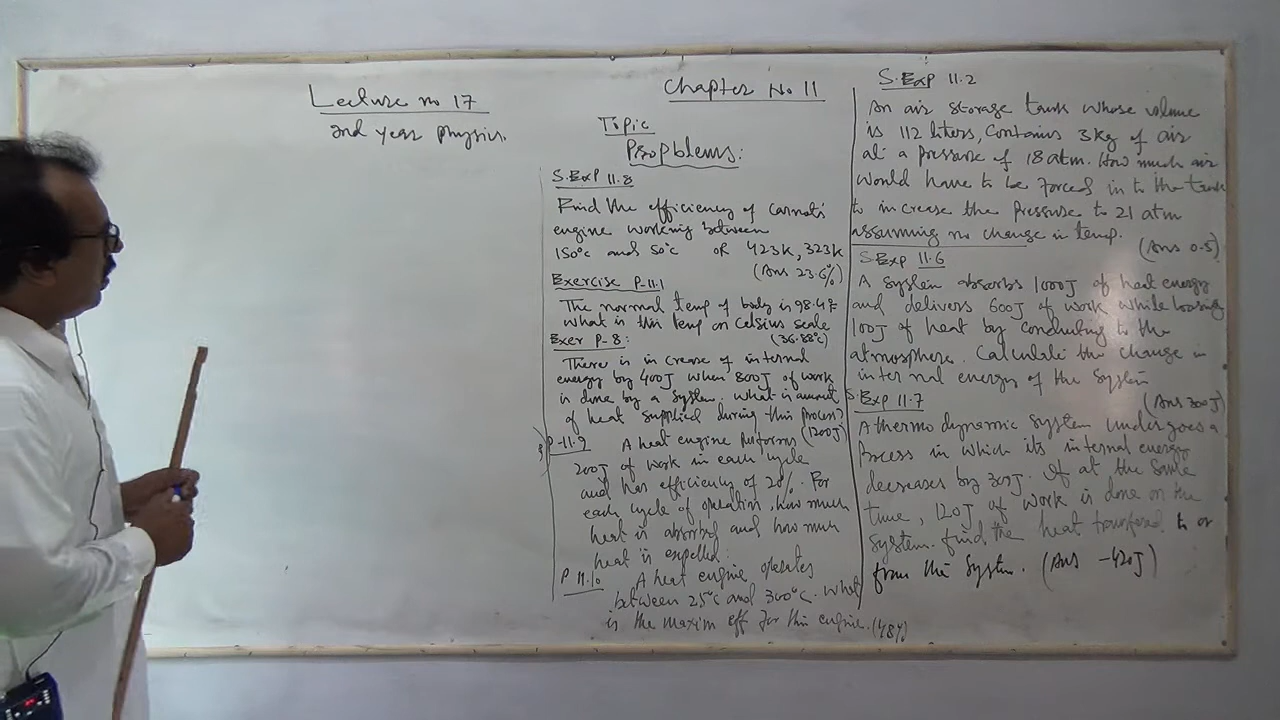 Lecture no 17
2nd year physics.
Chapter No 11
Topic
Propblems:
S.Exp 11.8
Find the efficiency of Carnot's
engine working between
150°c and 50°c or 423K, 323K
(Ans 23.6%)
Exercise P-11.1
The normal temp of body is 98.4°F
what is this temp on Celsius scale
(36.88°c)
Exer P-8:
There is in crease of internal
energy by 400J when 800J of work
is done by a system. what is amount
of heat supplied during this process?
(1200J)
P-11.9 A heat engine performs
200J of work in each cycle
and has efficiency of 20%. For
each cycle of operation, how much
heat is absorbed and how much
heat is expelled:
P 11.10 A heat engine operates
between 25°c and 300°c. what
is the maxim eff for this engine. (48%)
S.Exp 11.2
An air storage tank whose volume
is 112 liters, contains 3kg of air
at a pressure of 18 atm. How much air
would have to be forced in to the tank
to increase the pressure to 21 atm
assuming no change in temp.
(Ans 0.5)
S.Exp 11.6
A system absorbs 1000J of heat energy
and delivers 600J of work while loosing
100J of heat by conducting to the
atmosphere. Calculate the change in
internal energy of the system
(Ans 300J)
S.Exp 11.7
A thermo dynamic system undergoes a
process in which its internal energy
decreases by 300J. If at the same
time, 120J of work is done on the
system. find the heat transfered to or
from the system. (Ans -420J)